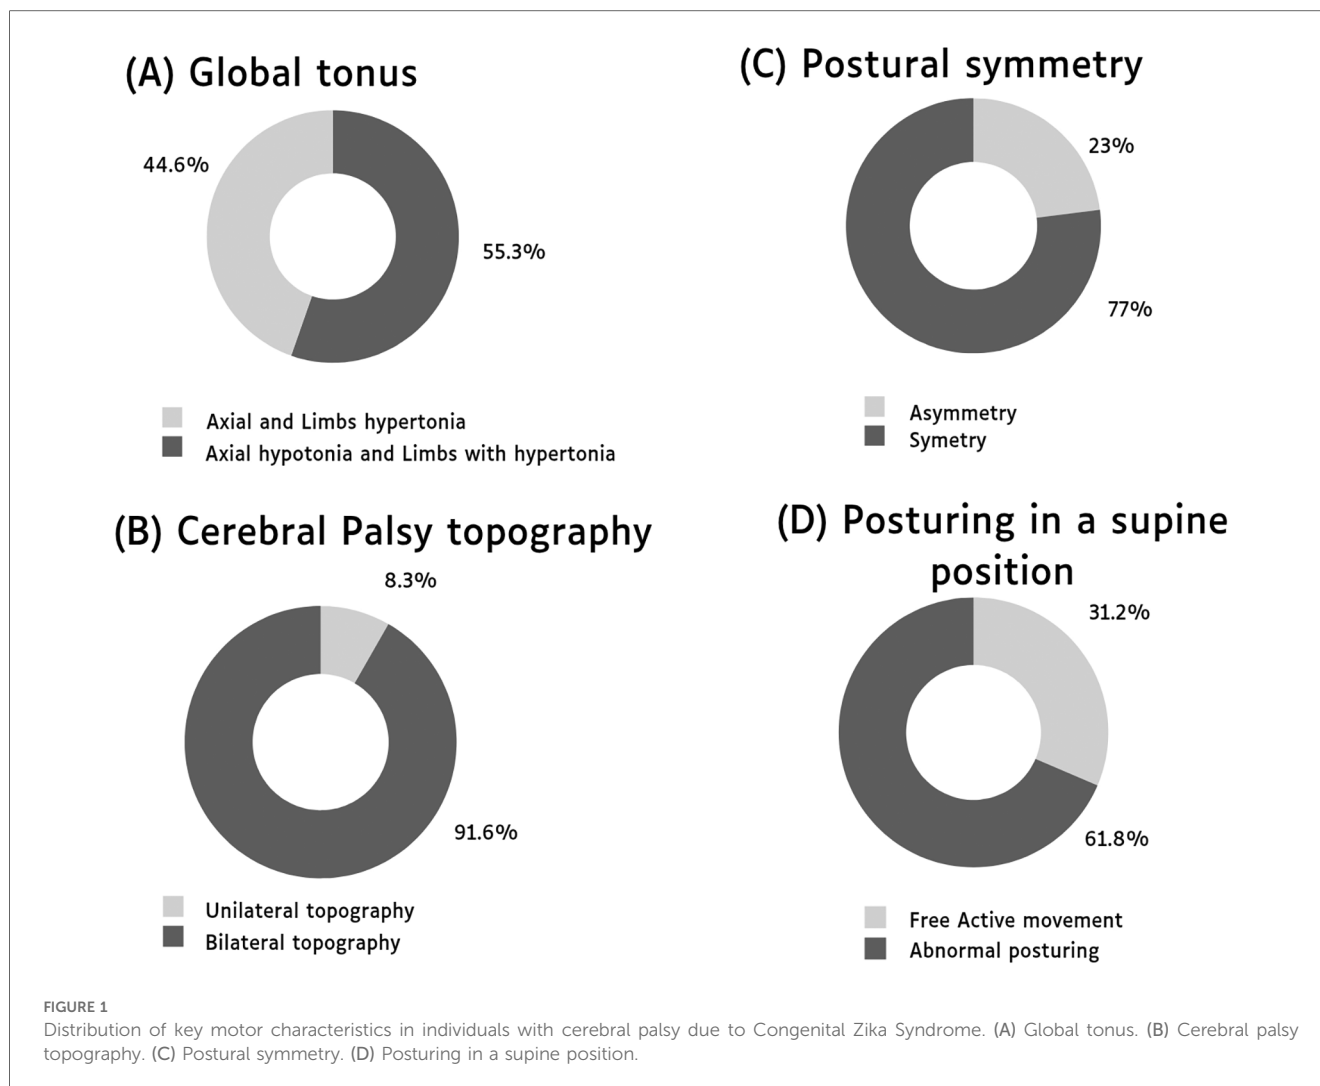 (A) Global tonus
44.6%
55.3%
Axial and Limbs hypertonia
Axial hypotonia and Limbs with hypertonia
(B) Cerebral Palsy topography
8.3%
91.6%
Unilateral topography
Bilateral topography
(C) Postural symmetry
23%
77%
Asymmetry
Symetry
(D) Posturing in a supine
position
31.2%
61.8%
Free Active movement
Abnormal posturing
FIGURE 1
Distribution of key motor characteristics in individuals with cerebral palsy due to Congenital Zika Syndrome. (A) Global tonus. (B) Cerebral palsy
topography. (C) Postural symmetry. (D) Posturing in a supine position.